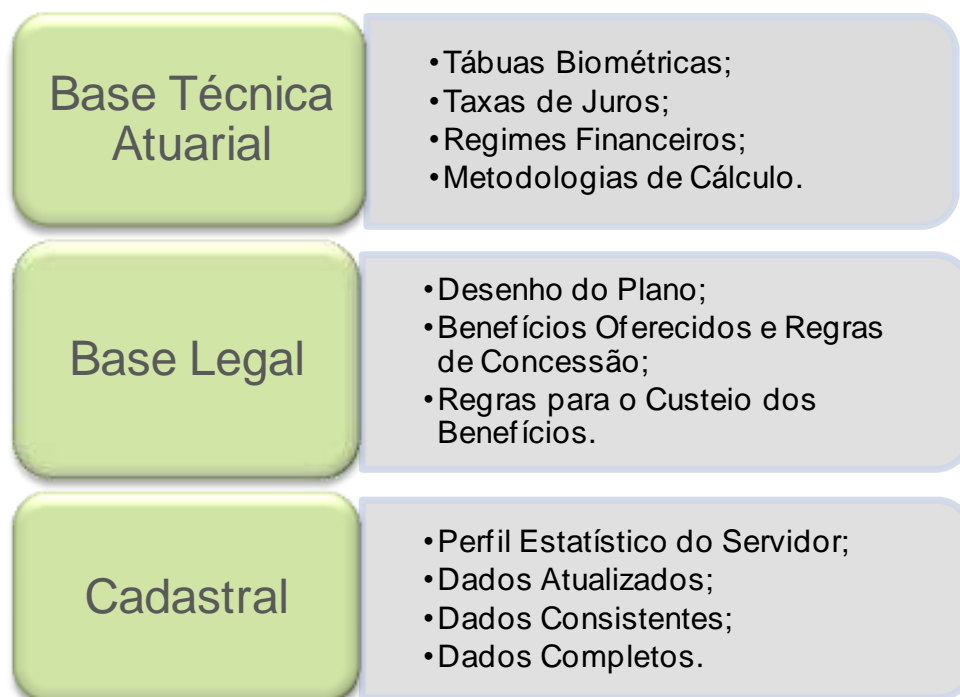 Base Técnica
Atuarial
•Tábuas Biométricas;
•Taxas de Juros;
•Regimes Financeiros;
•Metodologias de Cálculo.
Base Legal
•Desenho do Plano;
•Benefícios Oferecidos e Regras
de Concessão;
•Regras para o Custeio dos
Benefícios.
Cadastral
•Perfil Estatístico do Servidor;
•Dados Atualizados;
•Dados Consistentes;
•Dados Completos.